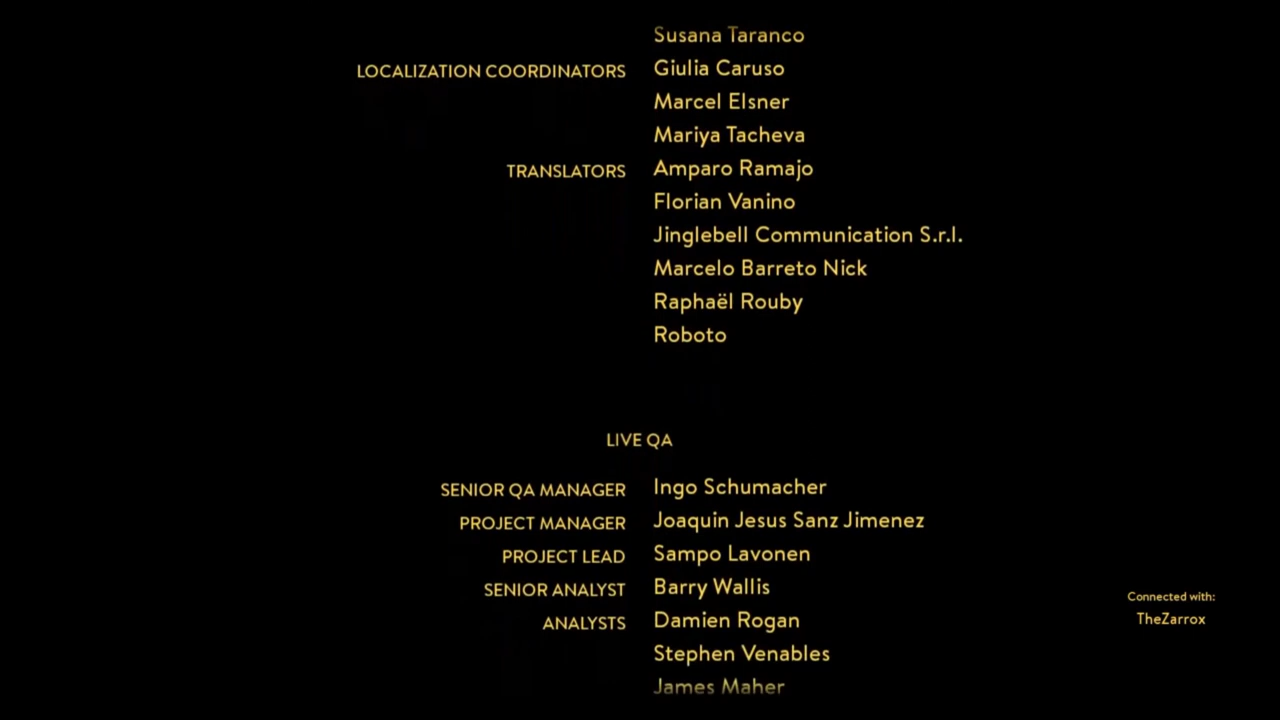 Susana Taranco
LOCALIZATION COORDINATORS Giulia Caruso
Marcel Elsner
Mariya Tacheva
TRANSLATORS Amparo Ramajo
Florian Vanino
Jinglebell Communication S.r.l.
Marcelo Barreto Nick
Raphaël Rouby
Roboto
LIVE QA
SENIOR QA MANAGER Ingo Schumacher
PROJECT MANAGER Joaquin Jesus Sanz Jimenez
PROJECT LEAD Sampo Lavonen
SENIOR ANALYST Barry Wallis
ANALYSTS Damien Rogan
Stephen Venables
James Maher
Connected with:
TheZarrox